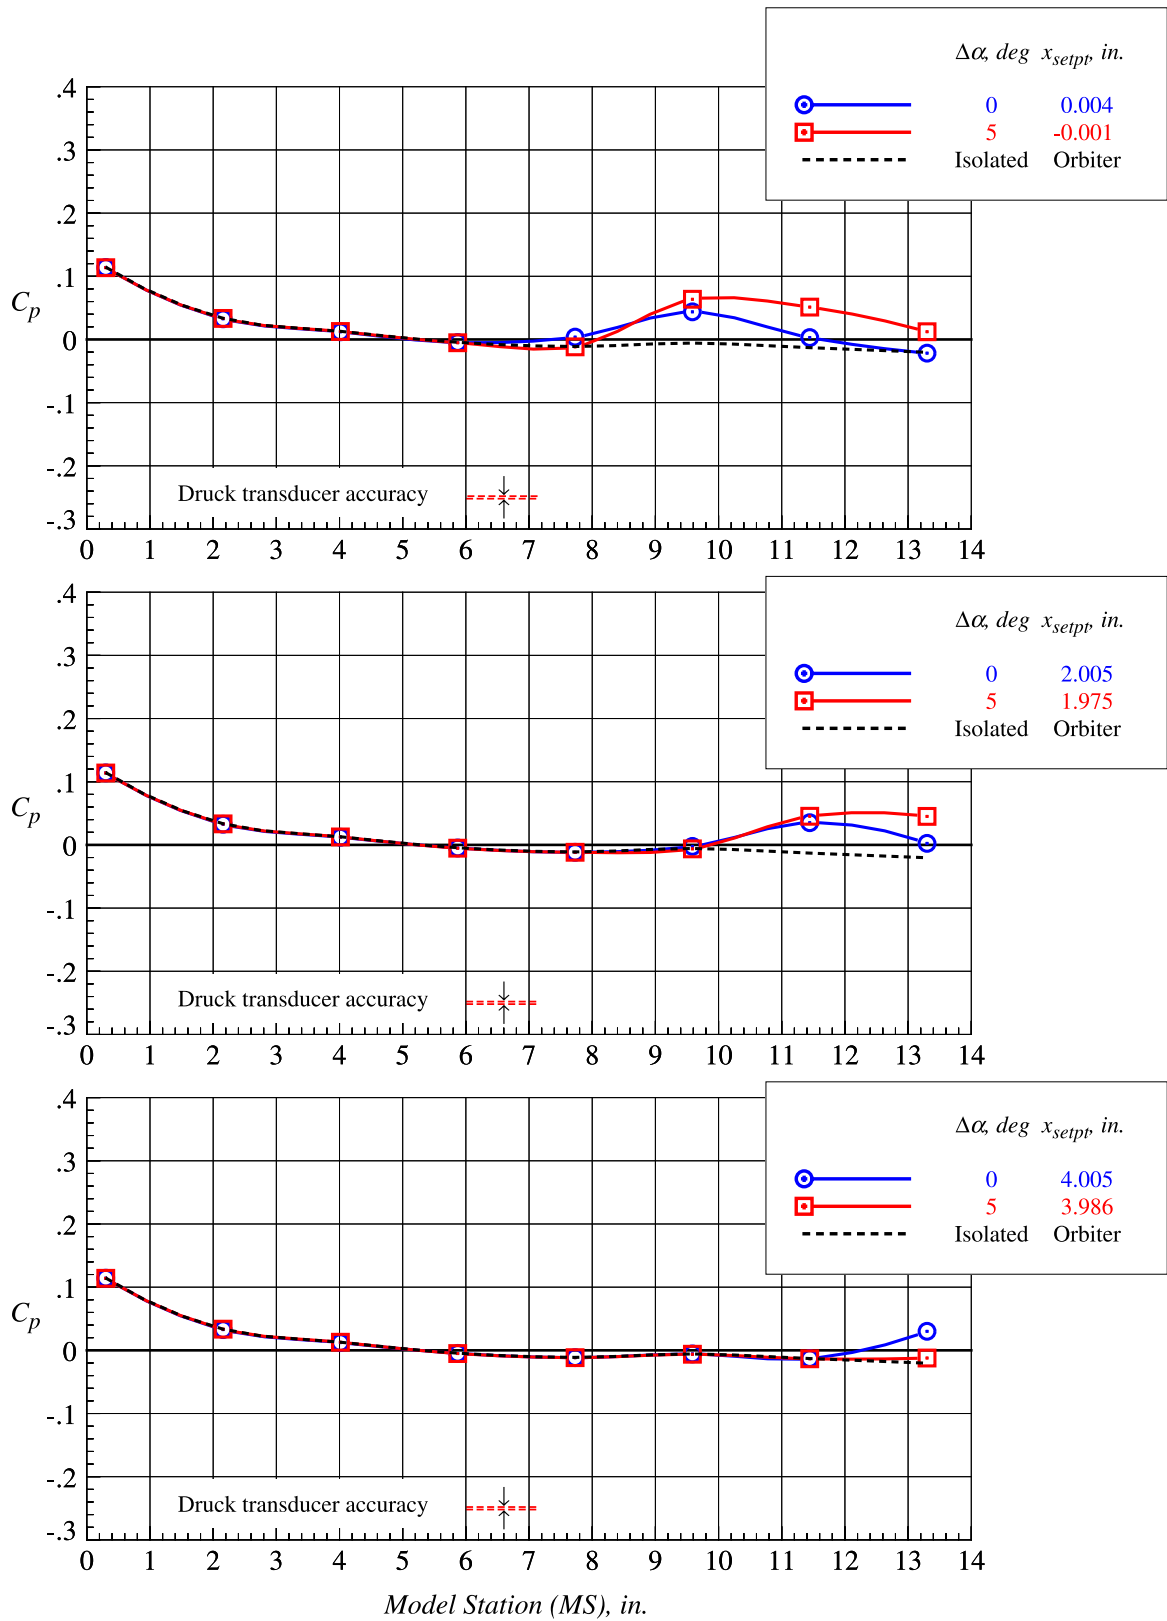 Δα, deg x_setpt, in.
0 0.004
5 -0.001
Isolated Orbiter
.4
.3
.2
.1
0
-.1
-.2
-.3
C_p
Druck transducer accuracy
0 1 2 3 4 5 6 7 8 9 10 11 12 13 14
Δα, deg x_setpt, in.
0 2.005
5 1.975
Isolated Orbiter
.4
.3
.2
.1
0
-.1
-.2
-.3
C_p
Druck transducer accuracy
0 1 2 3 4 5 6 7 8 9 10 11 12 13 14
Δα, deg x_setpt, in.
0 4.005
5 3.986
Isolated Orbiter
.4
.3
.2
.1
0
-.1
-.2
-.3
C_p
Druck transducer accuracy
0 1 2 3 4 5 6 7 8 9 10 11 12 13 14
Model Station (MS), in.